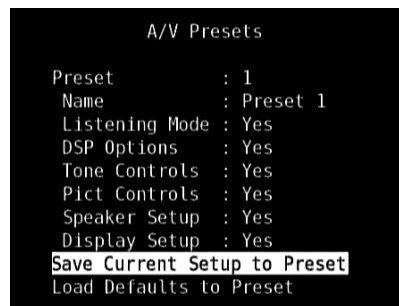 A/V Presets
Preset : 1
Name : Preset 1
Listening Mode : Yes
DSP Options : Yes
Tone Controls : Yes
Pict Controls : Yes
Speaker Setup : Yes
Display Setup : Yes
Save Current Setup to Preset
Load Defaults to Preset